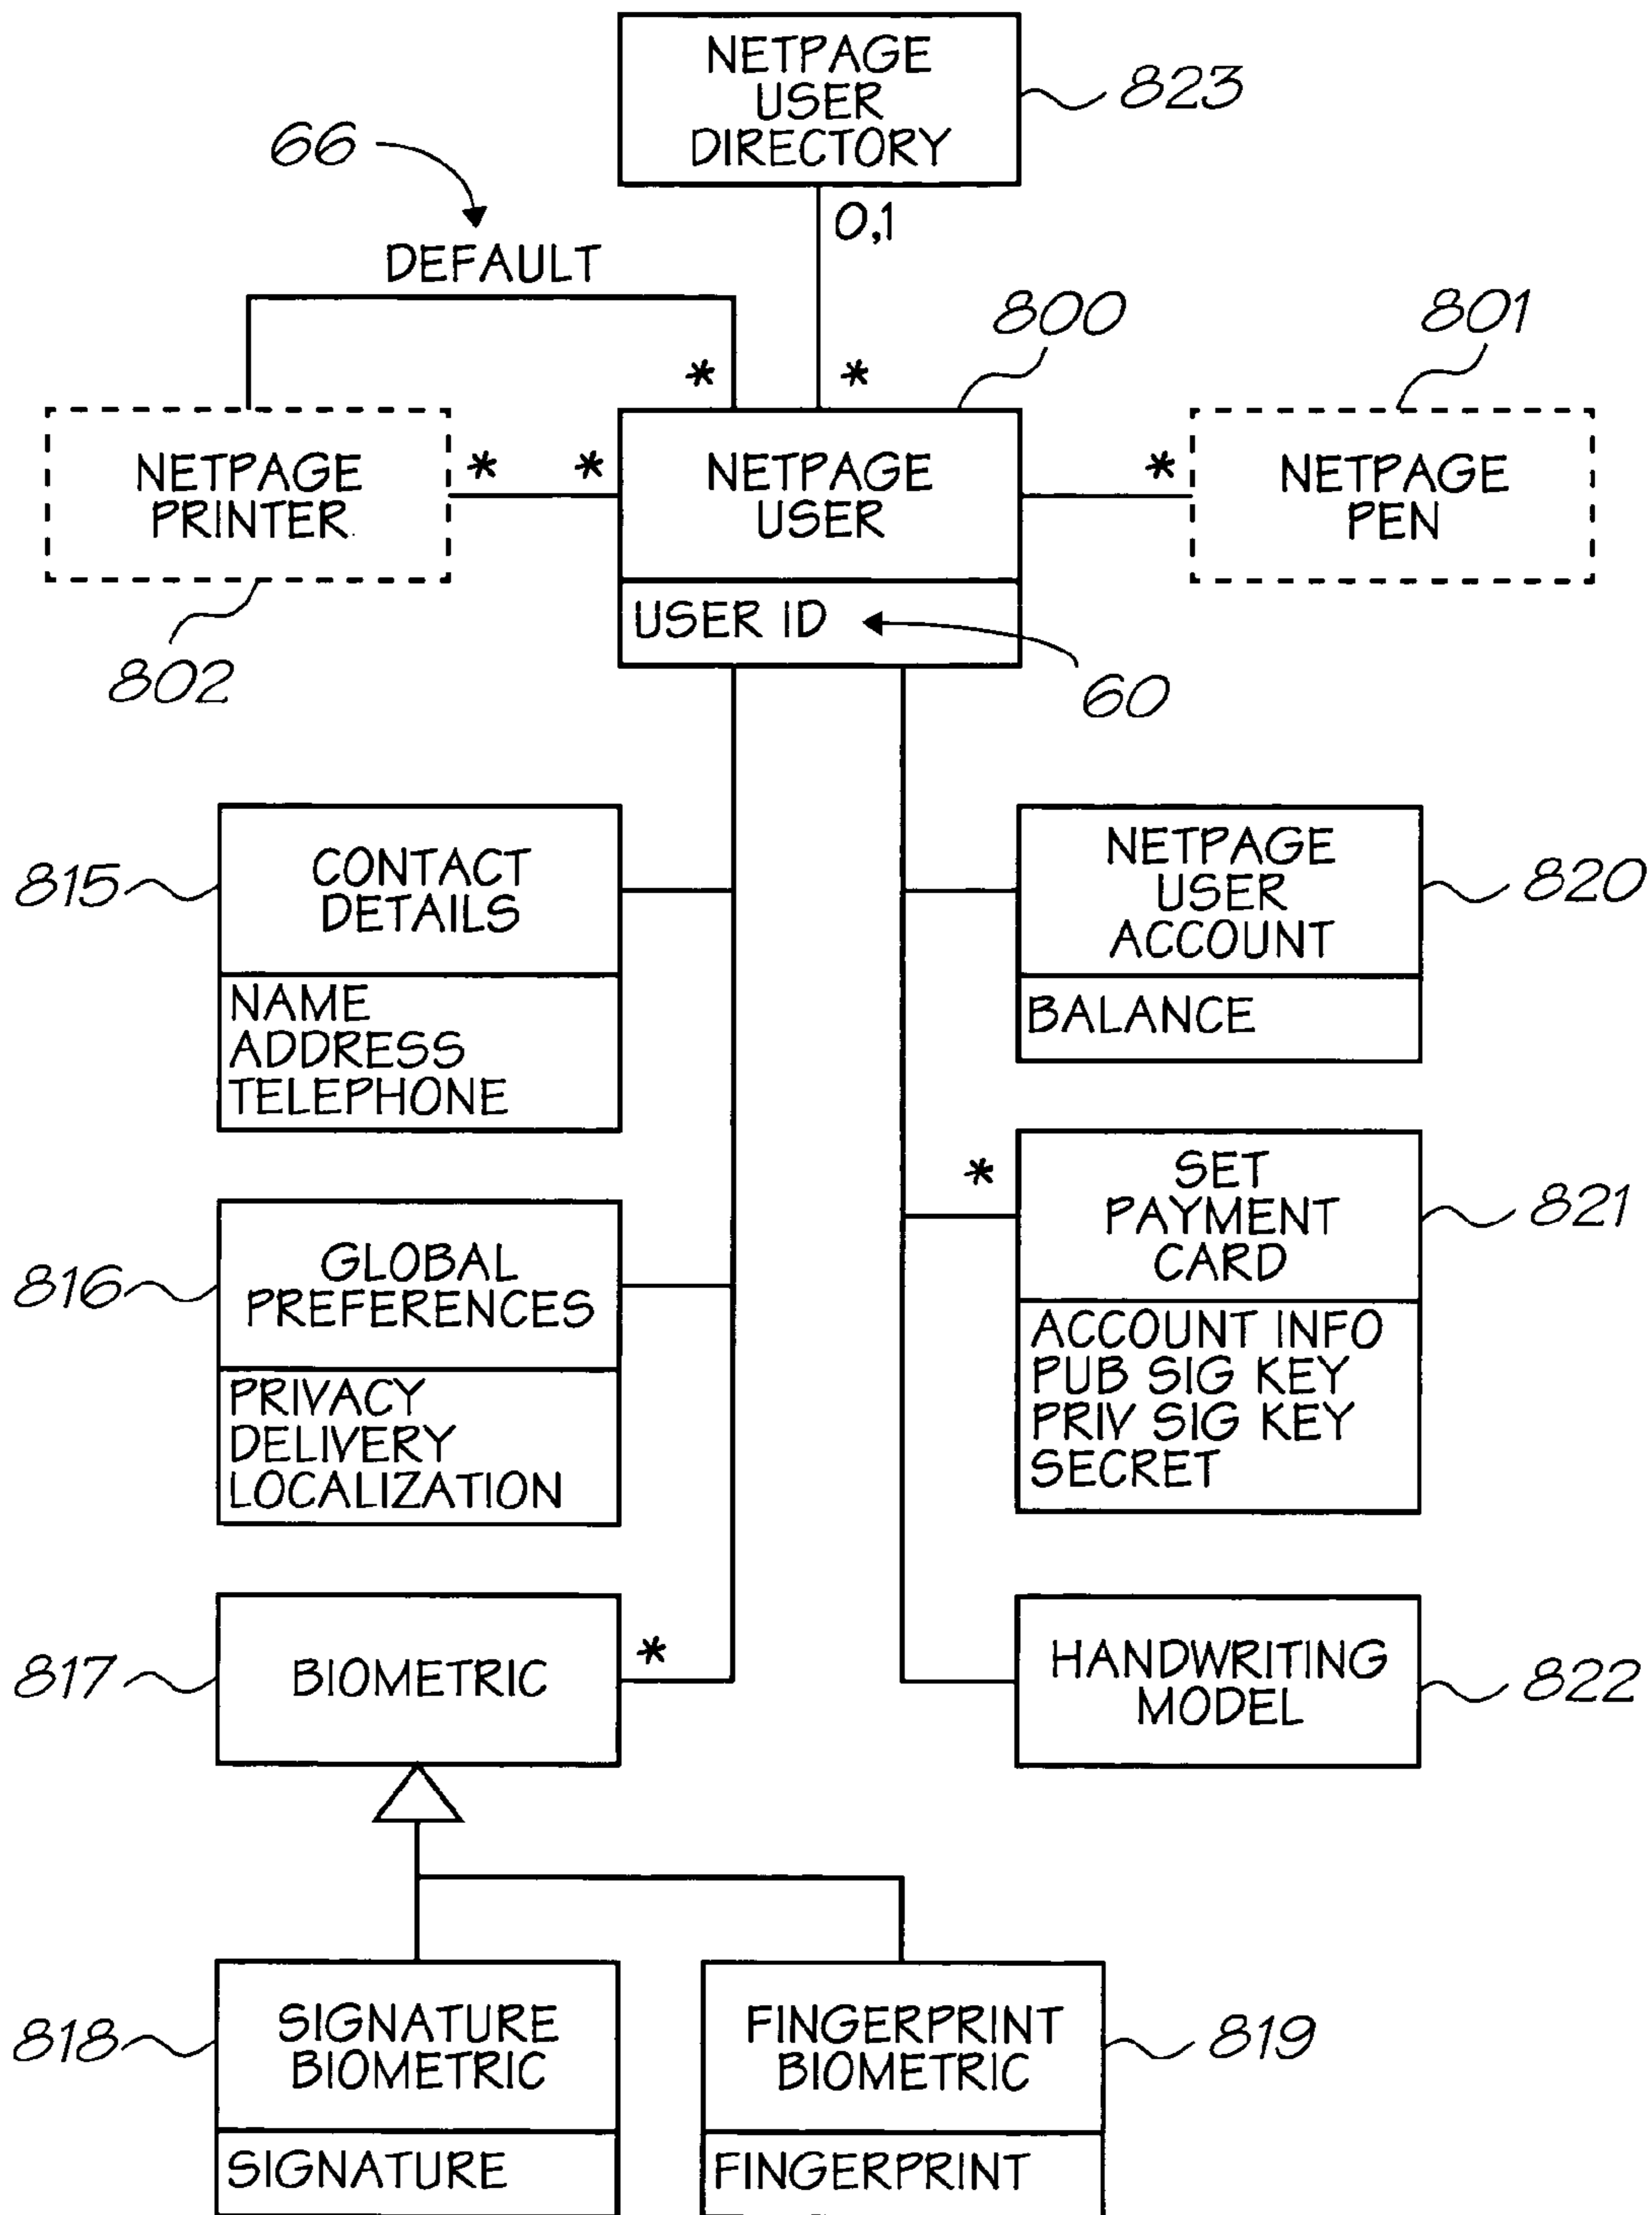 NETPAGE
USER
DIRECTORY
823
66
0,1
DEFAULT
800
801
*
*
NETPAGE
PRINTER
*
*
NETPAGE
USER
*
NETPAGE
PEN
USER ID
802
60
815
CONTACT
DETAILS
NAME
ADDRESS
TELEPHONE
NETPAGE
USER
ACCOUNT
820
BALANCE
816
GLOBAL
PREFERENCES
PRIVACY
DELIVERY
LOCALIZATION
*
SET
PAYMENT
CARD
821
ACCOUNT INFO
PUB SIG KEY
PRIV SIG KEY
SECRET
817
BIOMETRIC
*
HANDWRITING
MODEL
822
818
SIGNATURE
BIOMETRIC
SIGNATURE
FINGERPRINT
BIOMETRIC
819
FINGERPRINT